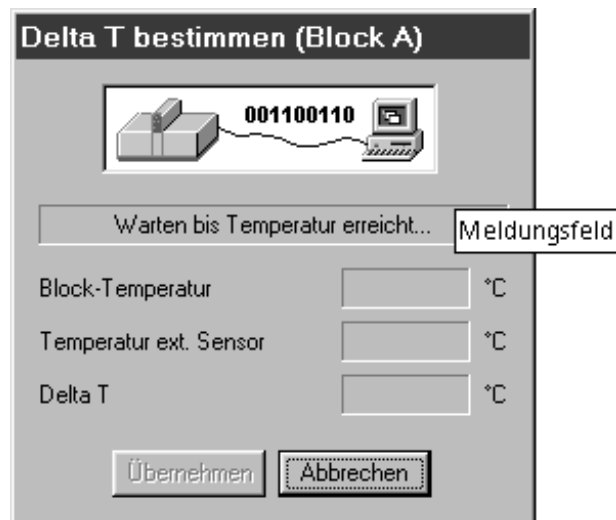 Delta T bestimmen (Block A)
001100110
Warten bis Temperatur erreicht...
Meldungsfeld
Block-Temperatur °C
Temperatur ext. Sensor °C
Delta T °C
Übernehmen Abbrechen